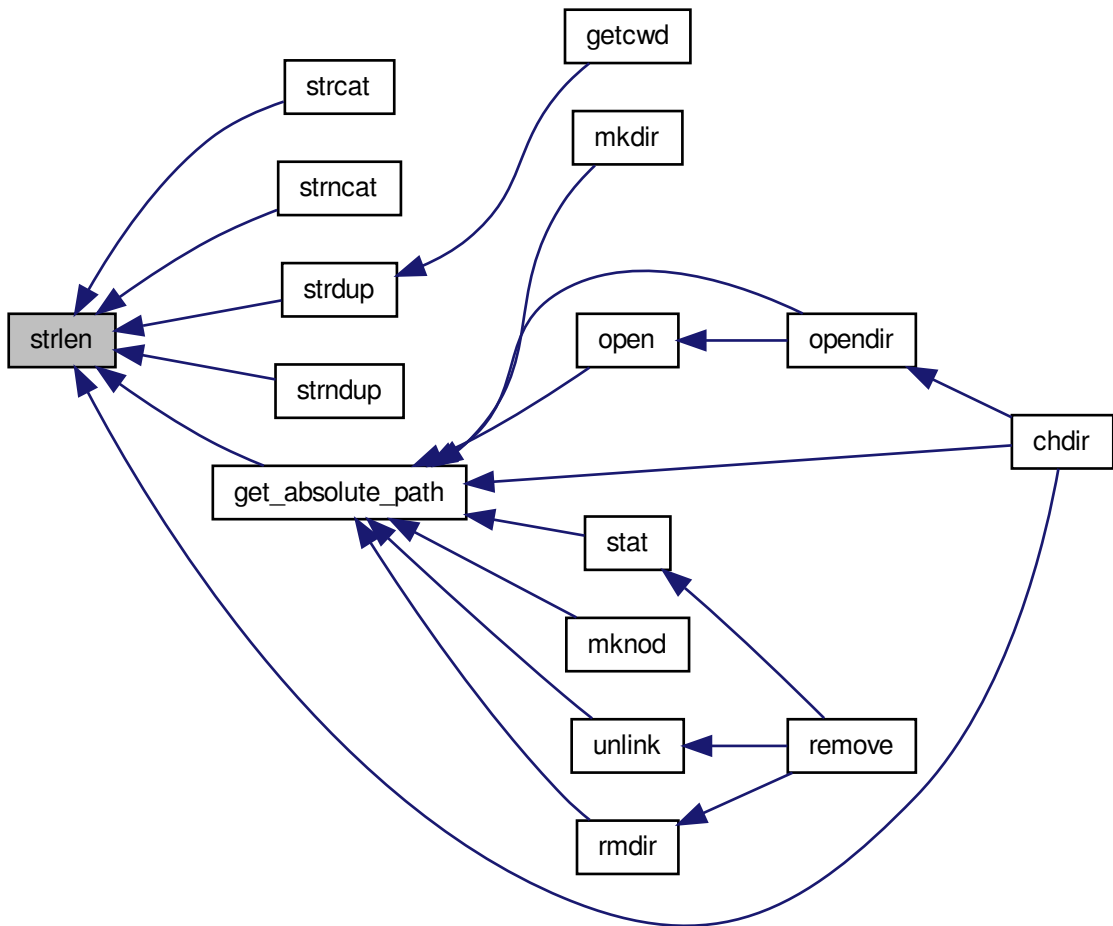 getcwd
strcat
mkdir
strncat
strdup
strlen
open
opendir
strndup
chdir
get_absolute_path
stat
mknod
unlink
remove
rmdir